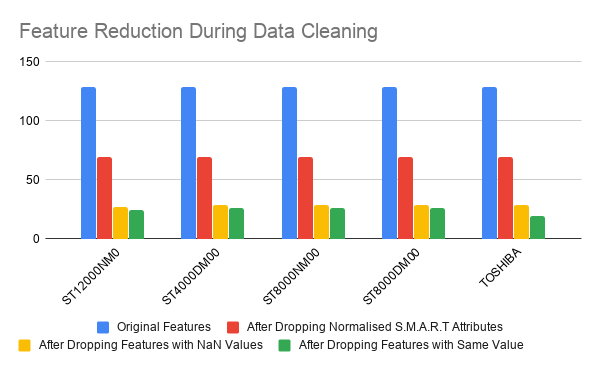 Feature Reduction During Data Cleaning
150
100
50
0
ST12000NM0
ST4000DM00
ST8000NM00
ST8000DM00
TOSHIBA
Original Features
After Dropping Normalised S.M.A.R.T Attributes
After Dropping Features with NaN Values
After Dropping Features with Same Value